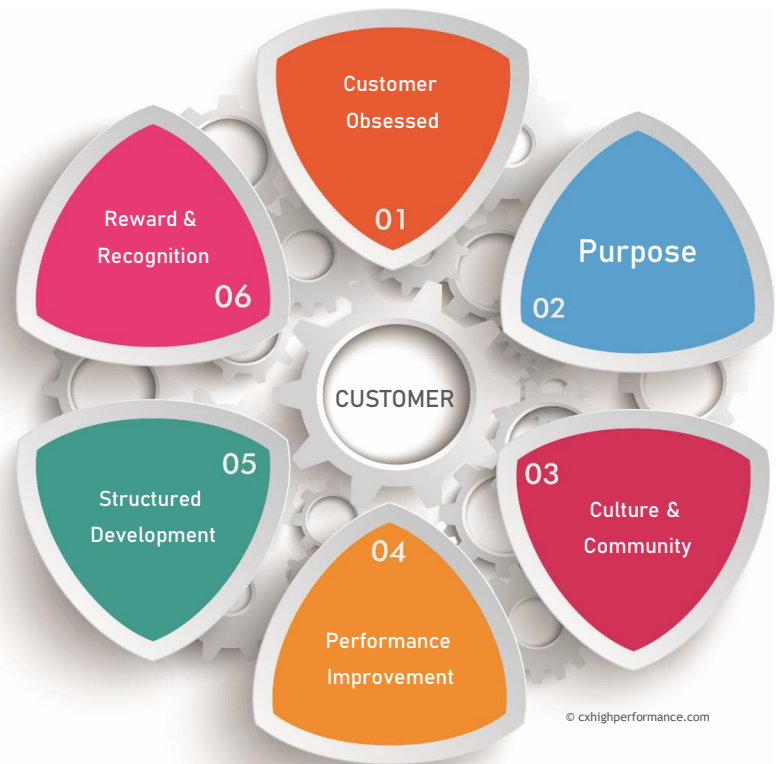 Customer
Obsessed
01
Purpose
02
03
Culture &
Community
04
Performance
Improvement
05
Structured
Development
Reward &
Recognition
06
CUSTOMER
© cxhighperformance.com